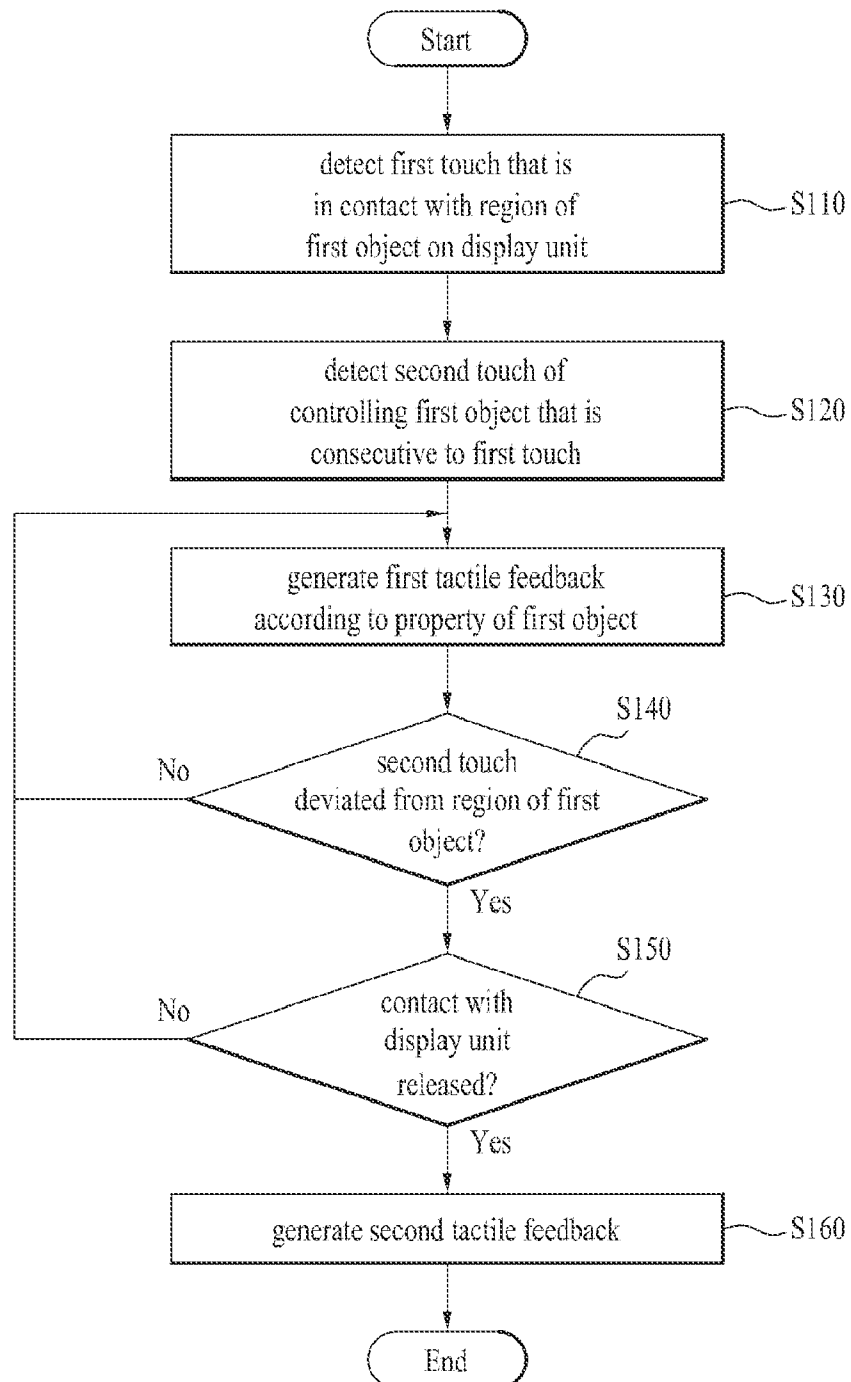 Start
detect first touch that is
in contact with region of
first object on display unit
S110
detect second touch of
controlling first object that is
consecutive to first touch
S120
generate first tactile feedback
according to property of first object
S130
S140
No
second touch
deviated from region of first
object?
Yes
S150
No
contact with
display unit
released?
Yes
generate second tactile feedback
S160
End